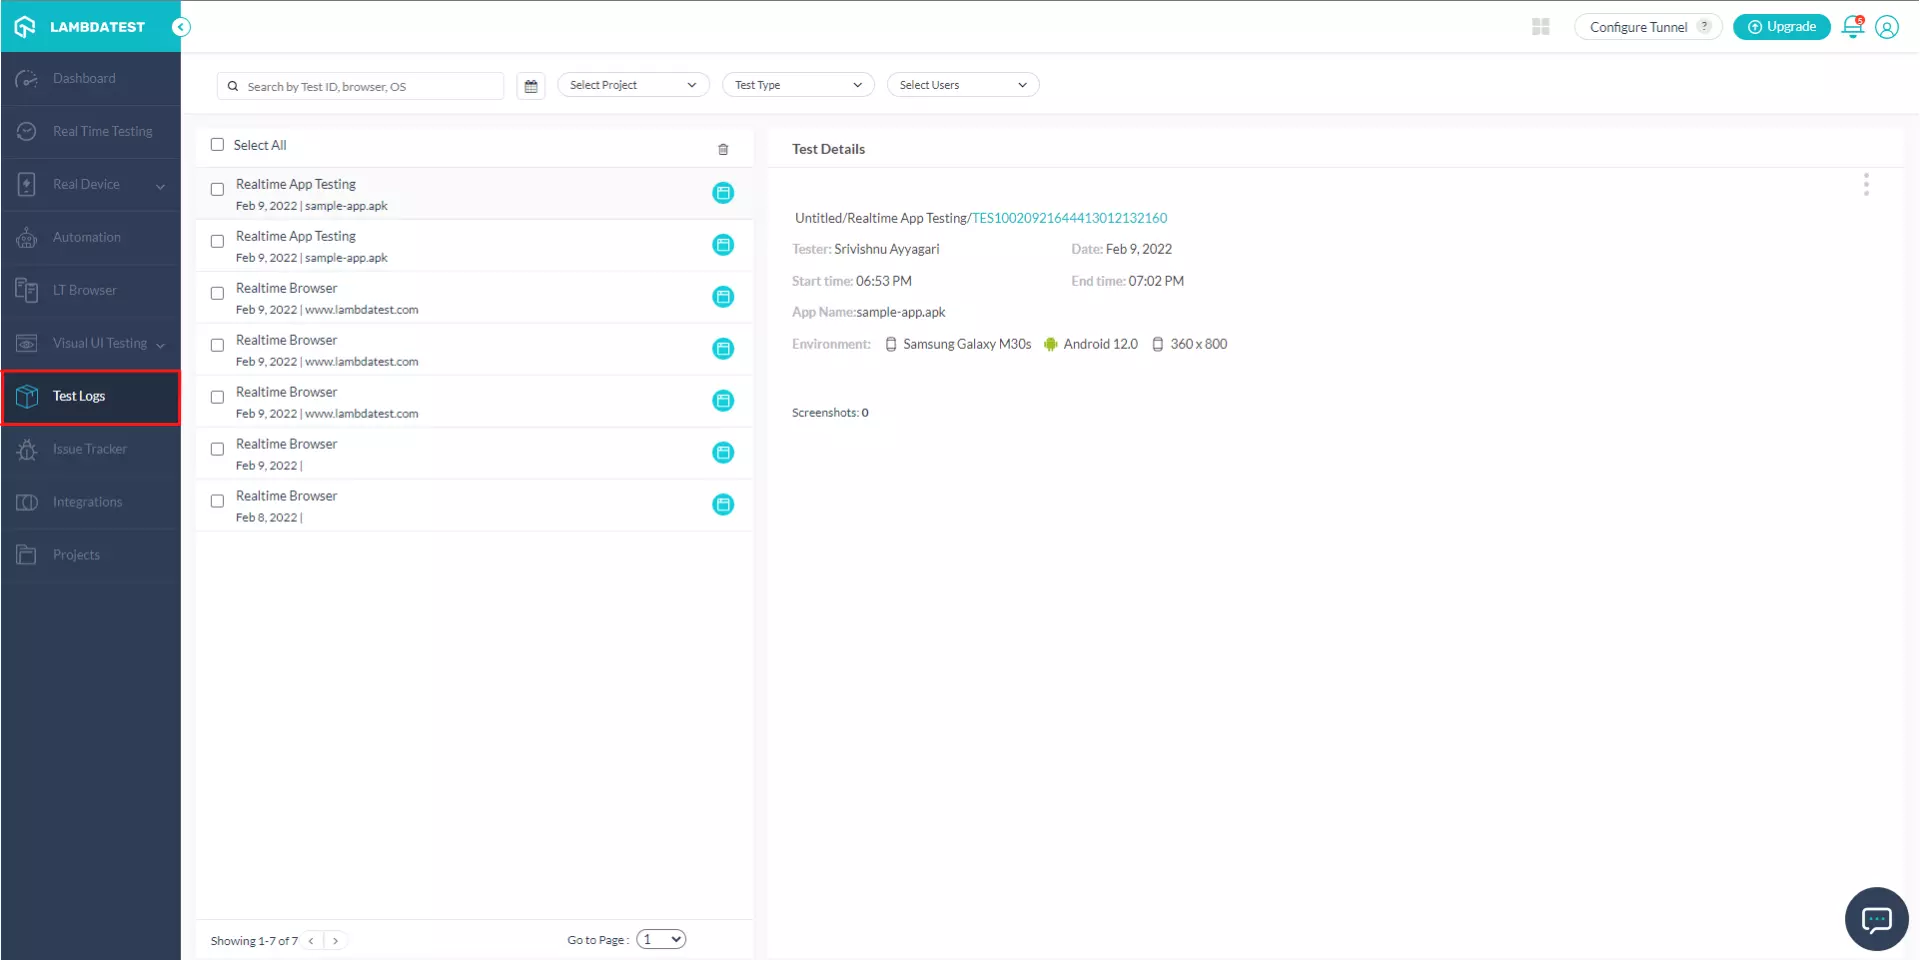 LAMBDATEST
Configure Tunnel ?
Upgrade
5
Dashboard
Real Time Testing
Real Device
Automation
LT Browser
Visual UI Testing
Test Logs
Issue Tracker
Integrations
Projects
Search by Test ID, browser, OS
Select Project
Test Type
Select Users
Select All
Realtime App Testing
Feb 9, 2022 | sample-app.apk
Realtime App Testing
Feb 9, 2022 | sample-app.apk
Realtime Browser
Feb 9, 2022 | www.lambdatest.com
Realtime Browser
Feb 9, 2022 | www.lambdatest.com
Realtime Browser
Feb 9, 2022 | www.lambdatest.com
Realtime Browser
Feb 9, 2022 |
Realtime Browser
Feb 8, 2022 |
Showing 1-7 of 7 < >
Go to Page : 1
Test Details
Untitled/Realtime App Testing/TES10020921644413012132160
Tester: Srivishnu Ayyagari
Date: Feb 9, 2022
Start time: 06:53 PM
End time: 07:02 PM
App Name:sample-app.apk
Environment: Samsung Galaxy M30s Android 12.0 360 x 800
Screenshots: 0